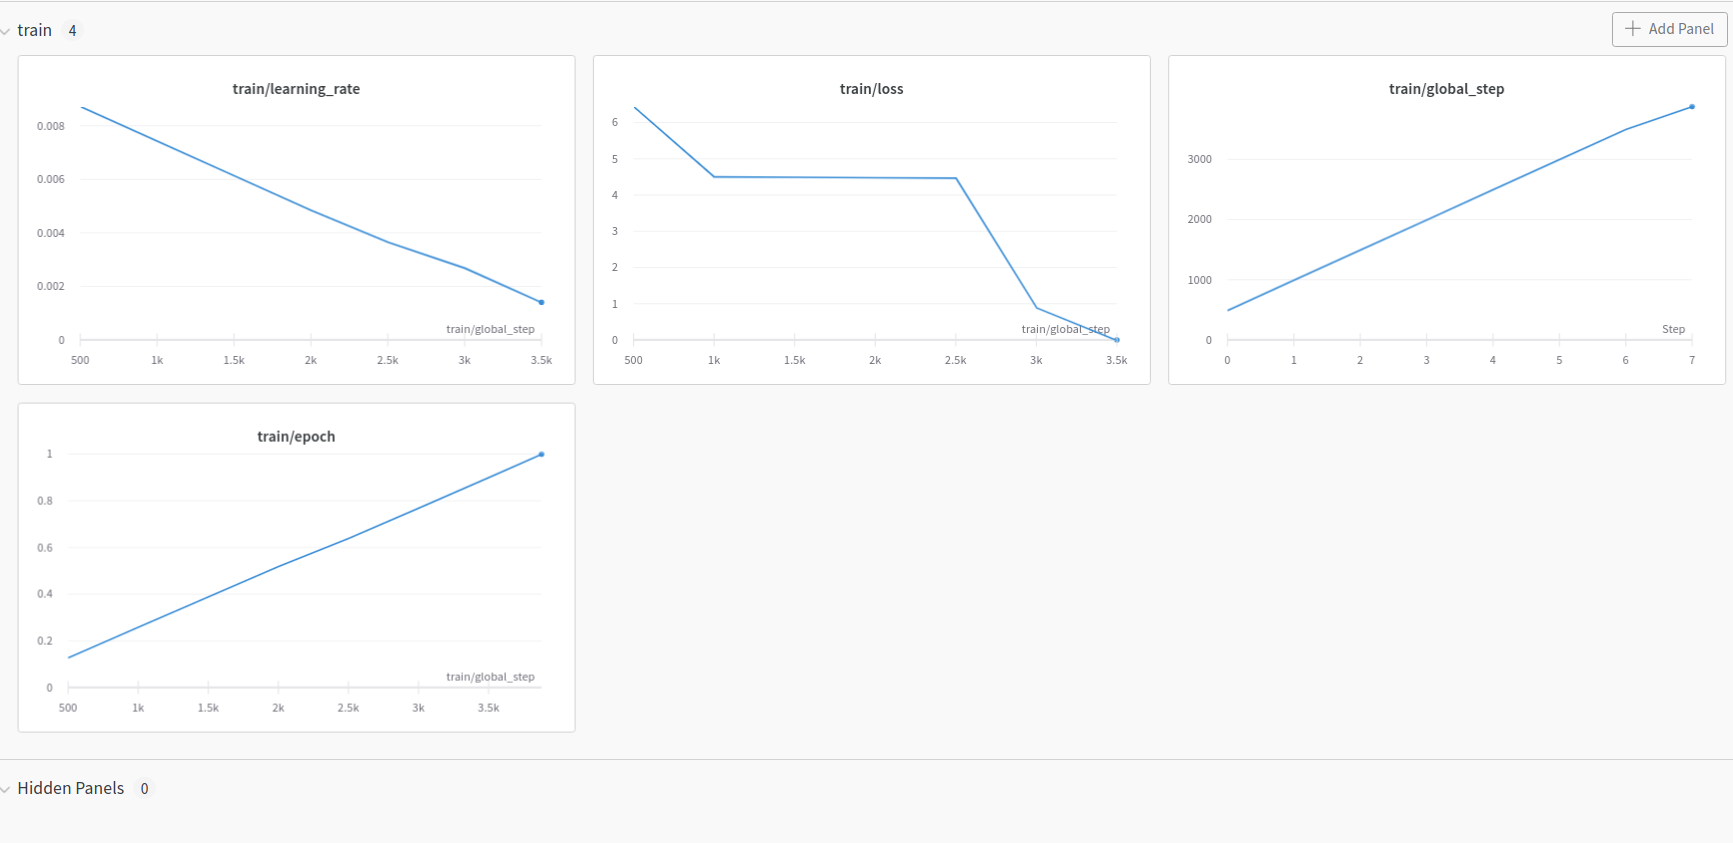 train 4
Add Panel
train/learning_rate
0.008
0.006
0.004
0.002
0
train/global_step
500 1k 1.5k 2k 2.5k 3k 3.5k
train/loss
6
5
4
3
2
1
0
train/global_step
500 1k 1.5k 2k 2.5k 3k 3.5k
train/global_step
3000
2000
1000
0
Step
0 1 2 3 4 5 6 7
train/epoch
1
0.8
0.6
0.4
0.2
0
train/global_step
500 1k 1.5k 2k 2.5k 3k 3.5k
Hidden Panels 0